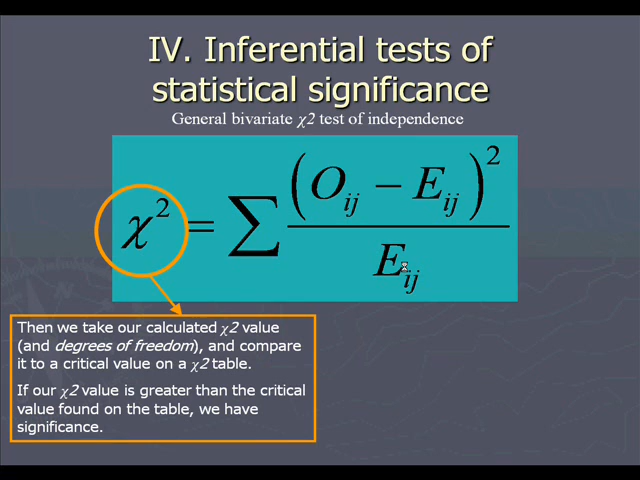 IV. Inferential tests of
statistical significance
General bivariate χ2 test of independence
χ² = ∑ (Oij − Eij)² / Eij
Then we take our calculated χ2 value
(and degrees of freedom), and compare
it to a critical value on a χ2 table.
If our χ2 value is greater than the critical
value found on the table, we have
significance.